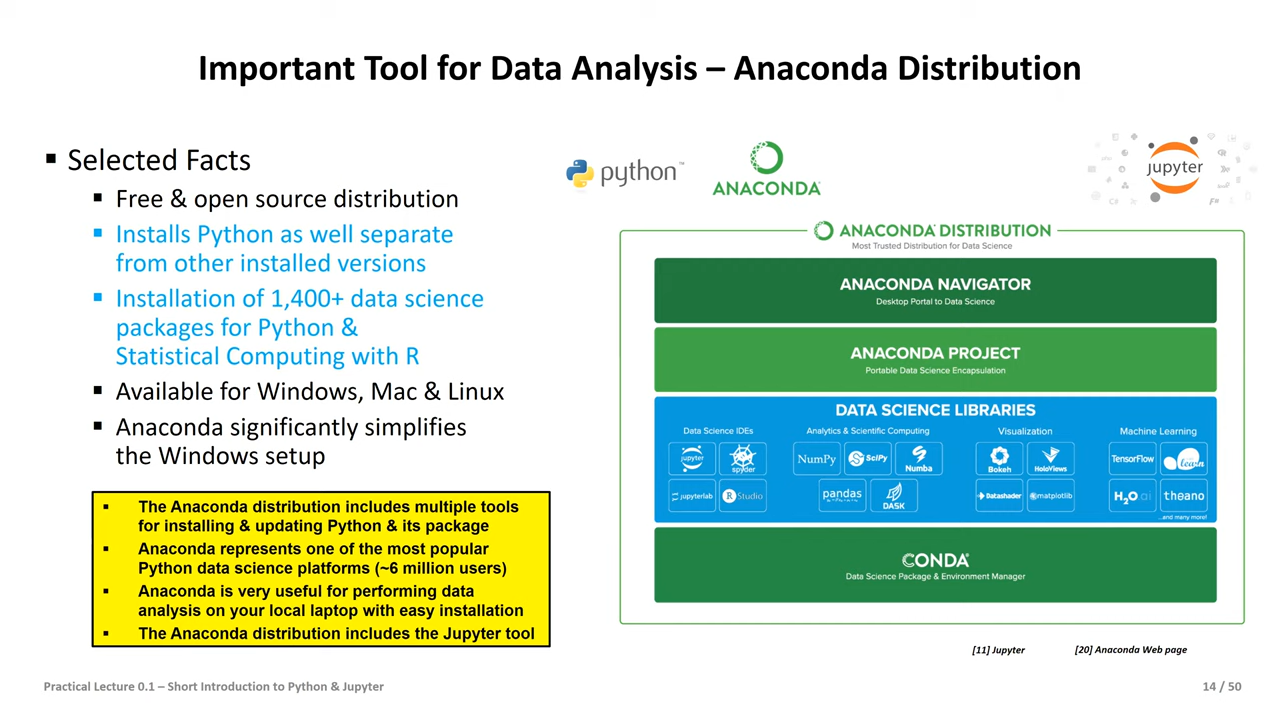 Important Tool for Data Analysis – Anaconda Distribution
▪ Selected Facts
▪ Free & open source distribution
▪ Installs Python as well separate
from other installed versions
▪ Installation of 1,400+ data science
packages for Python &
Statistical Computing with R
▪ Available for Windows, Mac & Linux
▪ Anaconda significantly simplifies
the Windows setup
▪ The Anaconda distribution includes multiple tools
for installing & updating Python & its package
▪ Anaconda represents one of the most popular
Python data science platforms (~6 million users)
▪ Anaconda is very useful for performing data
analysis on your local laptop with easy installation
▪ The Anaconda distribution includes the Jupyter tool
python™
ANACONDA
jupyter
ANACONDA DISTRIBUTION
Most Trusted Distribution for Data Science
ANACONDA NAVIGATOR
Desktop Portal to Data Science
ANACONDA PROJECT
Portable Data Science Encapsulation
DATA SCIENCE LIBRARIES
Data Science IDEs
jupyter
spyder
jupyterlab
R Studio
Analytics & Scientific Computing
NumPy
SciPy
Numba
pandas
DASK
Visualization
Bokeh
HoloViews
Datashader
matplotlib
Machine Learning
TensorFlow
learn
H2O.ai
theano
...and many more!
CONDA
Data Science Package & Environment Manager
[11] Jupyter
[20] Anaconda Web page
Practical Lecture 0.1 – Short Introduction to Python & Jupyter
14 / 50